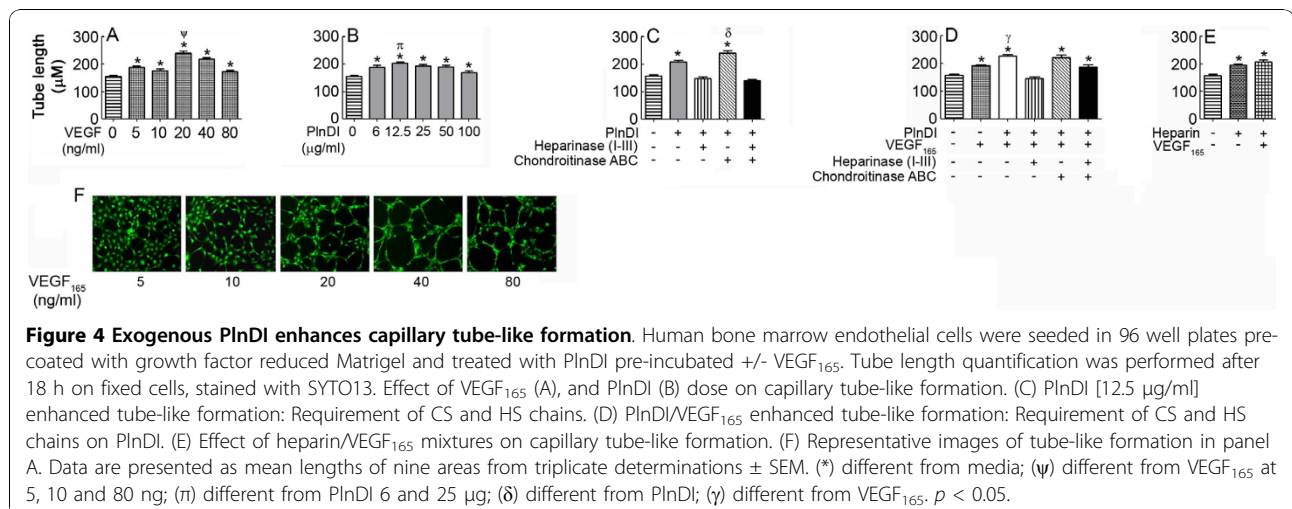 A
B
C
D
E
300
200
100
0
Tube length
(µM)
* * ψ * * *
VEGF
(ng/ml)
0 5 10 20 40 80
300
200
100
0
* π * * * *
PlnDI
(µg/ml)
0 6 12.5 25 50 100
300
200
100
0
* δ *
PlnDI - + + + +
Heparinase (I-III) - - + - +
Chondroitinase ABC - - - + +
300
200
100
0
* γ * * *
PlnDI - - + + + +
VEGF165 - + + + + +
Heparinase (I-III) - - - + - +
Chondroitinase ABC - - - - + +
300
200
100
0
* *
Heparin - + +
VEGF165 - - +
F
VEGF165
(ng/ml)
5 10 20 40 80
Figure 4 Exogenous PlnDI enhances capillary tube-like formation. Human bone marrow endothelial cells were seeded in 96 well plates pre-
coated with growth factor reduced Matrigel and treated with PlnDI pre-incubated +/- VEGF165. Tube length quantification was performed after
18 h on fixed cells, stained with SYTO13. Effect of VEGF165 (A), and PlnDI (B) dose on capillary tube-like formation. (C) PlnDI [12.5 µg/ml]
enhanced tube-like formation: Requirement of CS and HS chains. (D) PlnDI/VEGF165 enhanced tube-like formation: Requirement of CS and HS
chains on PlnDI. (E) Effect of heparin/VEGF165 mixtures on capillary tube-like formation. (F) Representative images of tube-like formation in panel
A. Data are presented as mean lengths of nine areas from triplicate determinations ± SEM. (*) different from media; (ψ) different from VEGF165 at
5, 10 and 80 ng; (π) different from PlnDI 6 and 25 µg; (δ) different from PlnDI; (γ) different from VEGF165. p < 0.05.